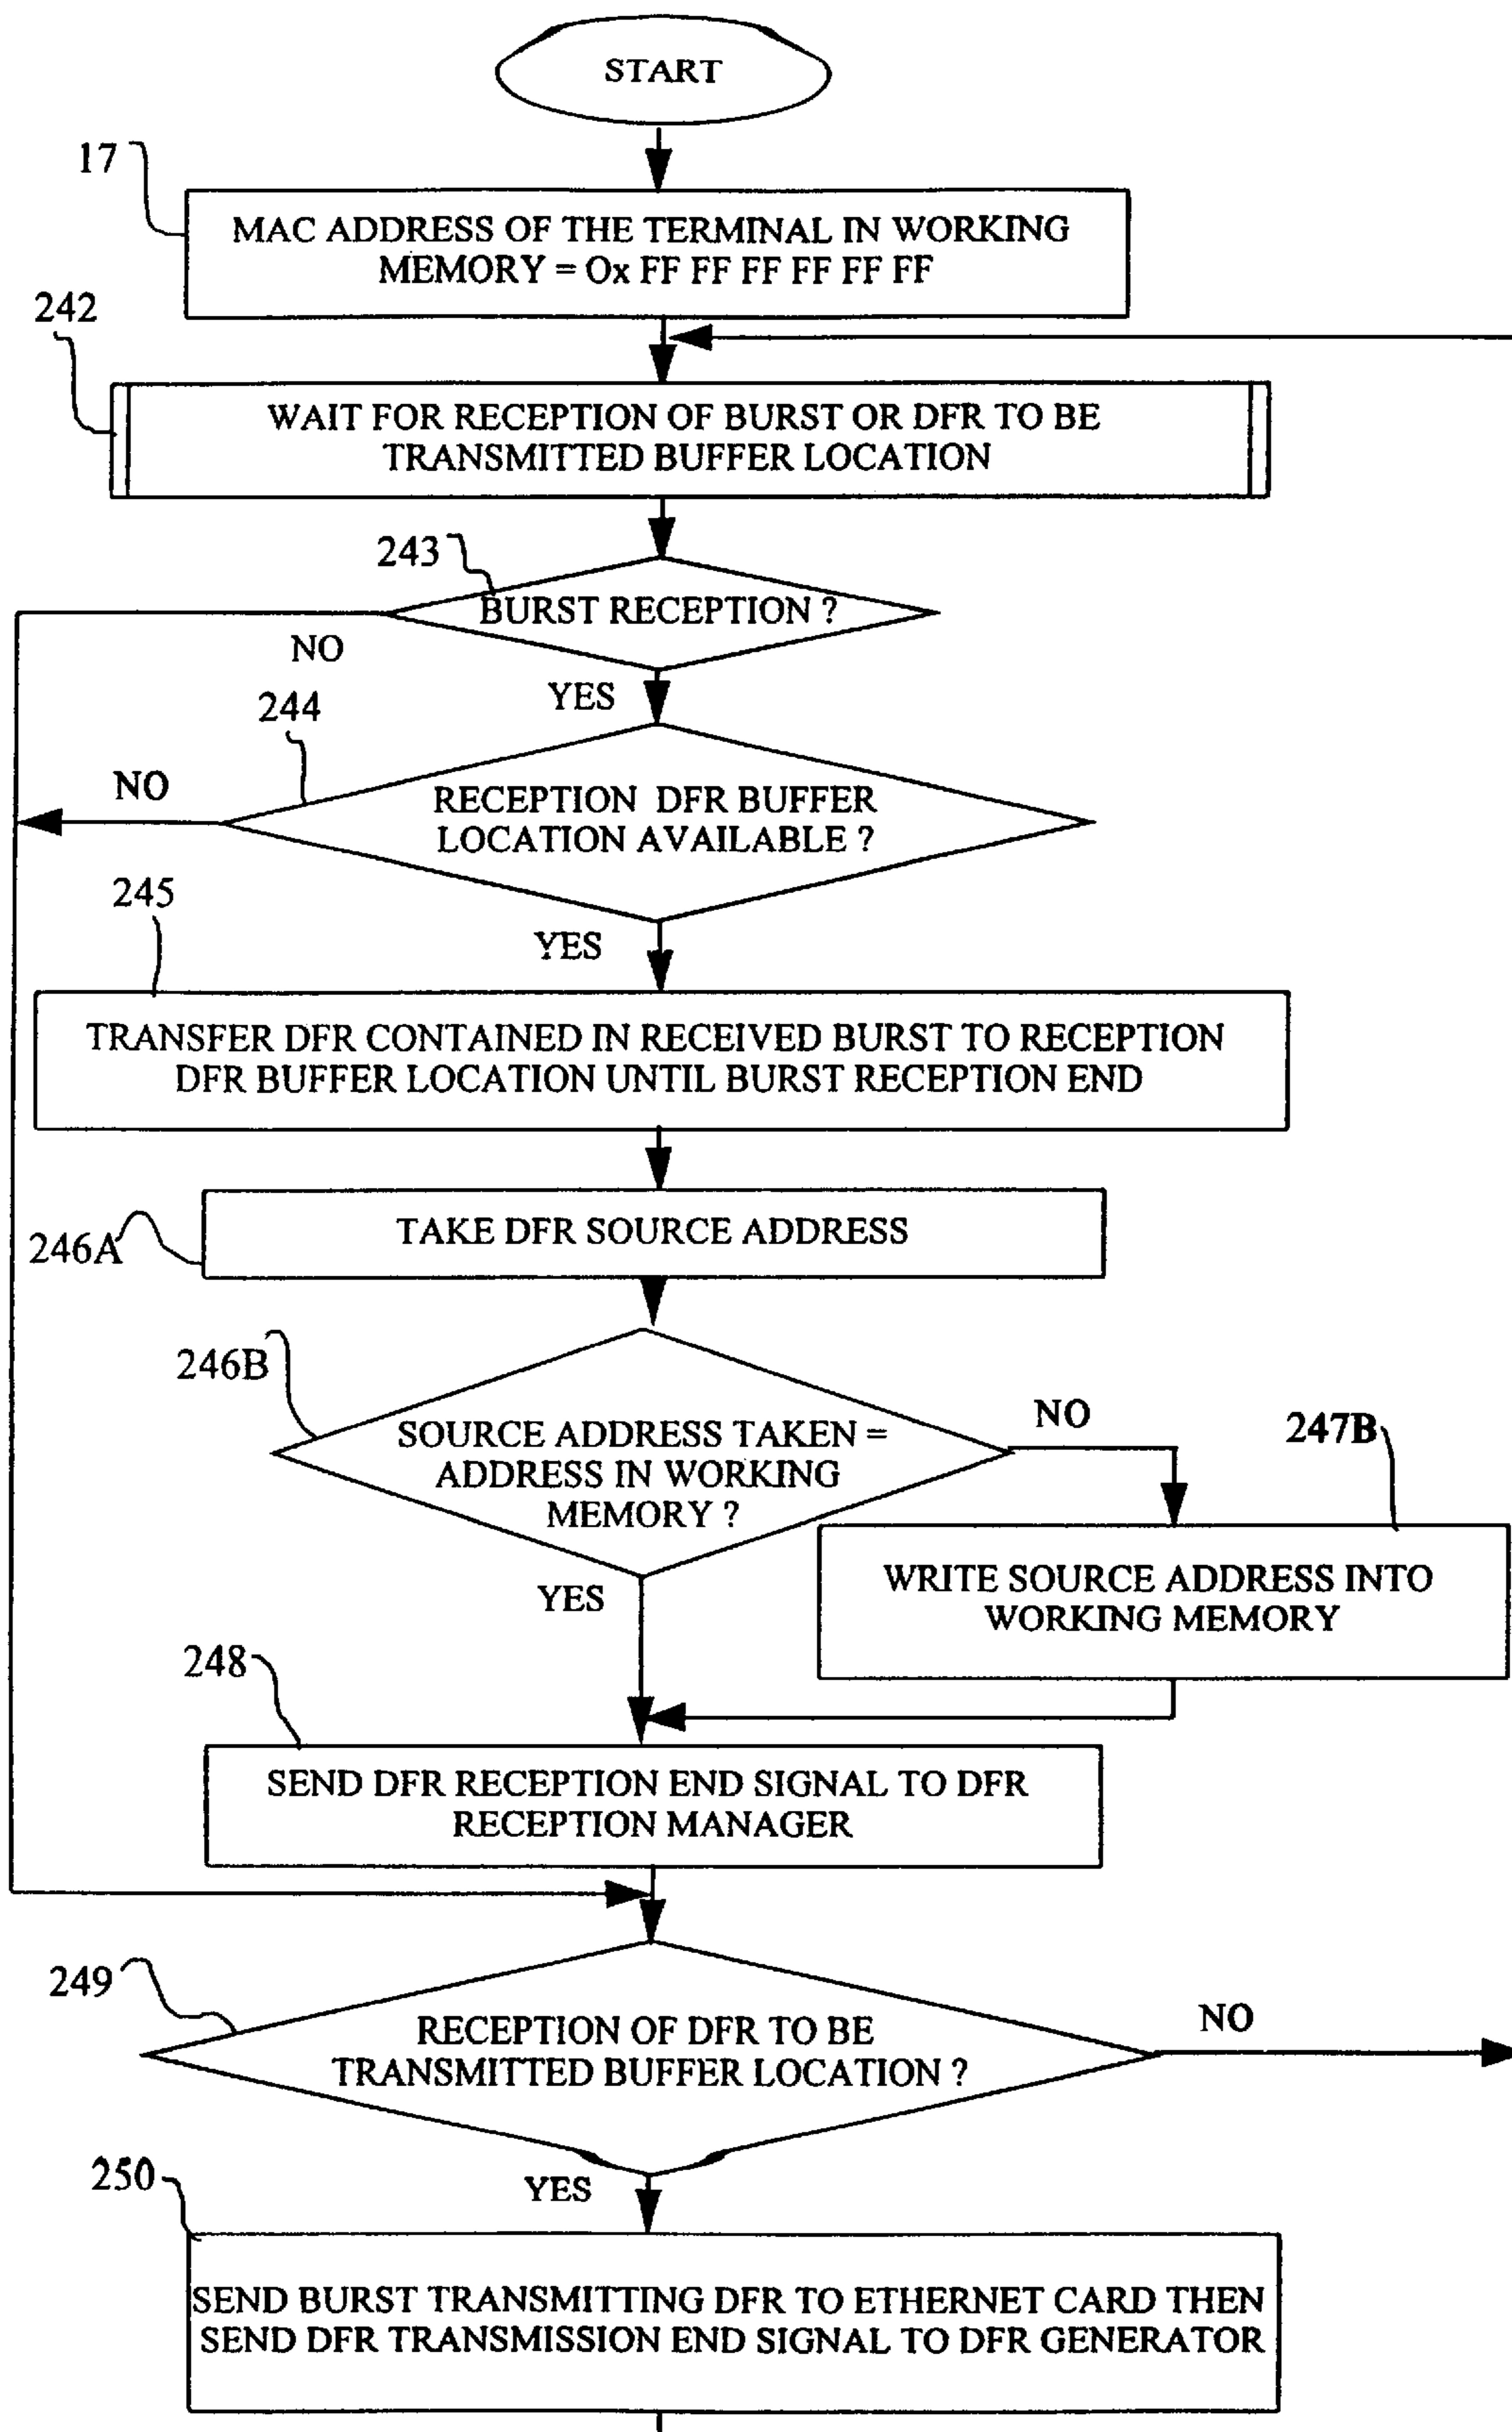 START
17
MAC ADDRESS OF THE TERMINAL IN WORKING
MEMORY = Ox FF FF FF FF FF FF
242
WAIT FOR RECEPTION OF BURST OR DFR TO BE
TRANSMITTED BUFFER LOCATION
243
BURST RECEPTION ?
NO
YES
244
NO
RECEPTION DFR BUFFER
LOCATION AVAILABLE ?
245
YES
TRANSFER DFR CONTAINED IN RECEIVED BURST TO RECEPTION
DFR BUFFER LOCATION UNTIL BURST RECEPTION END
246A
TAKE DFR SOURCE ADDRESS
246B
SOURCE ADDRESS TAKEN =
ADDRESS IN WORKING
MEMORY ?
NO
247B
YES
WRITE SOURCE ADDRESS INTO
WORKING MEMORY
248
SEND DFR RECEPTION END SIGNAL TO DFR
RECEPTION MANAGER
249
RECEPTION OF DFR TO BE
TRANSMITTED BUFFER LOCATION ?
NO
250
YES
SEND BURST TRANSMITTING DFR TO ETHERNET CARD THEN
SEND DFR TRANSMISSION END SIGNAL TO DFR GENERATOR